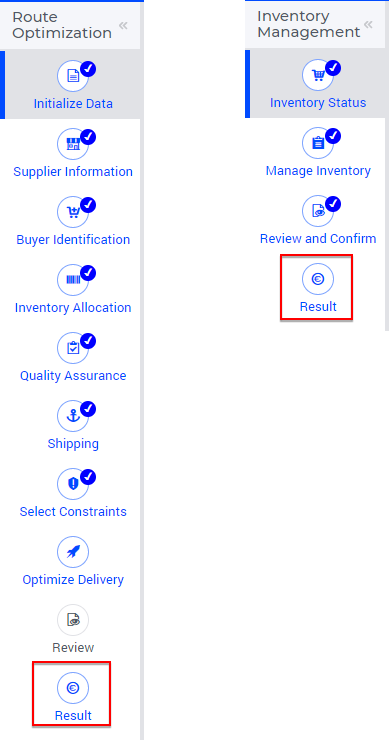 Route
Optimization «
Initialize Data
Supplier Information
Buyer Identification
Inventory Allocation
Quality Assurance
Shipping
Select Constraints
Optimize Delivery
Review
Result
Inventory
Management «
Inventory Status
Manage Inventory
Review and Confirm
Result